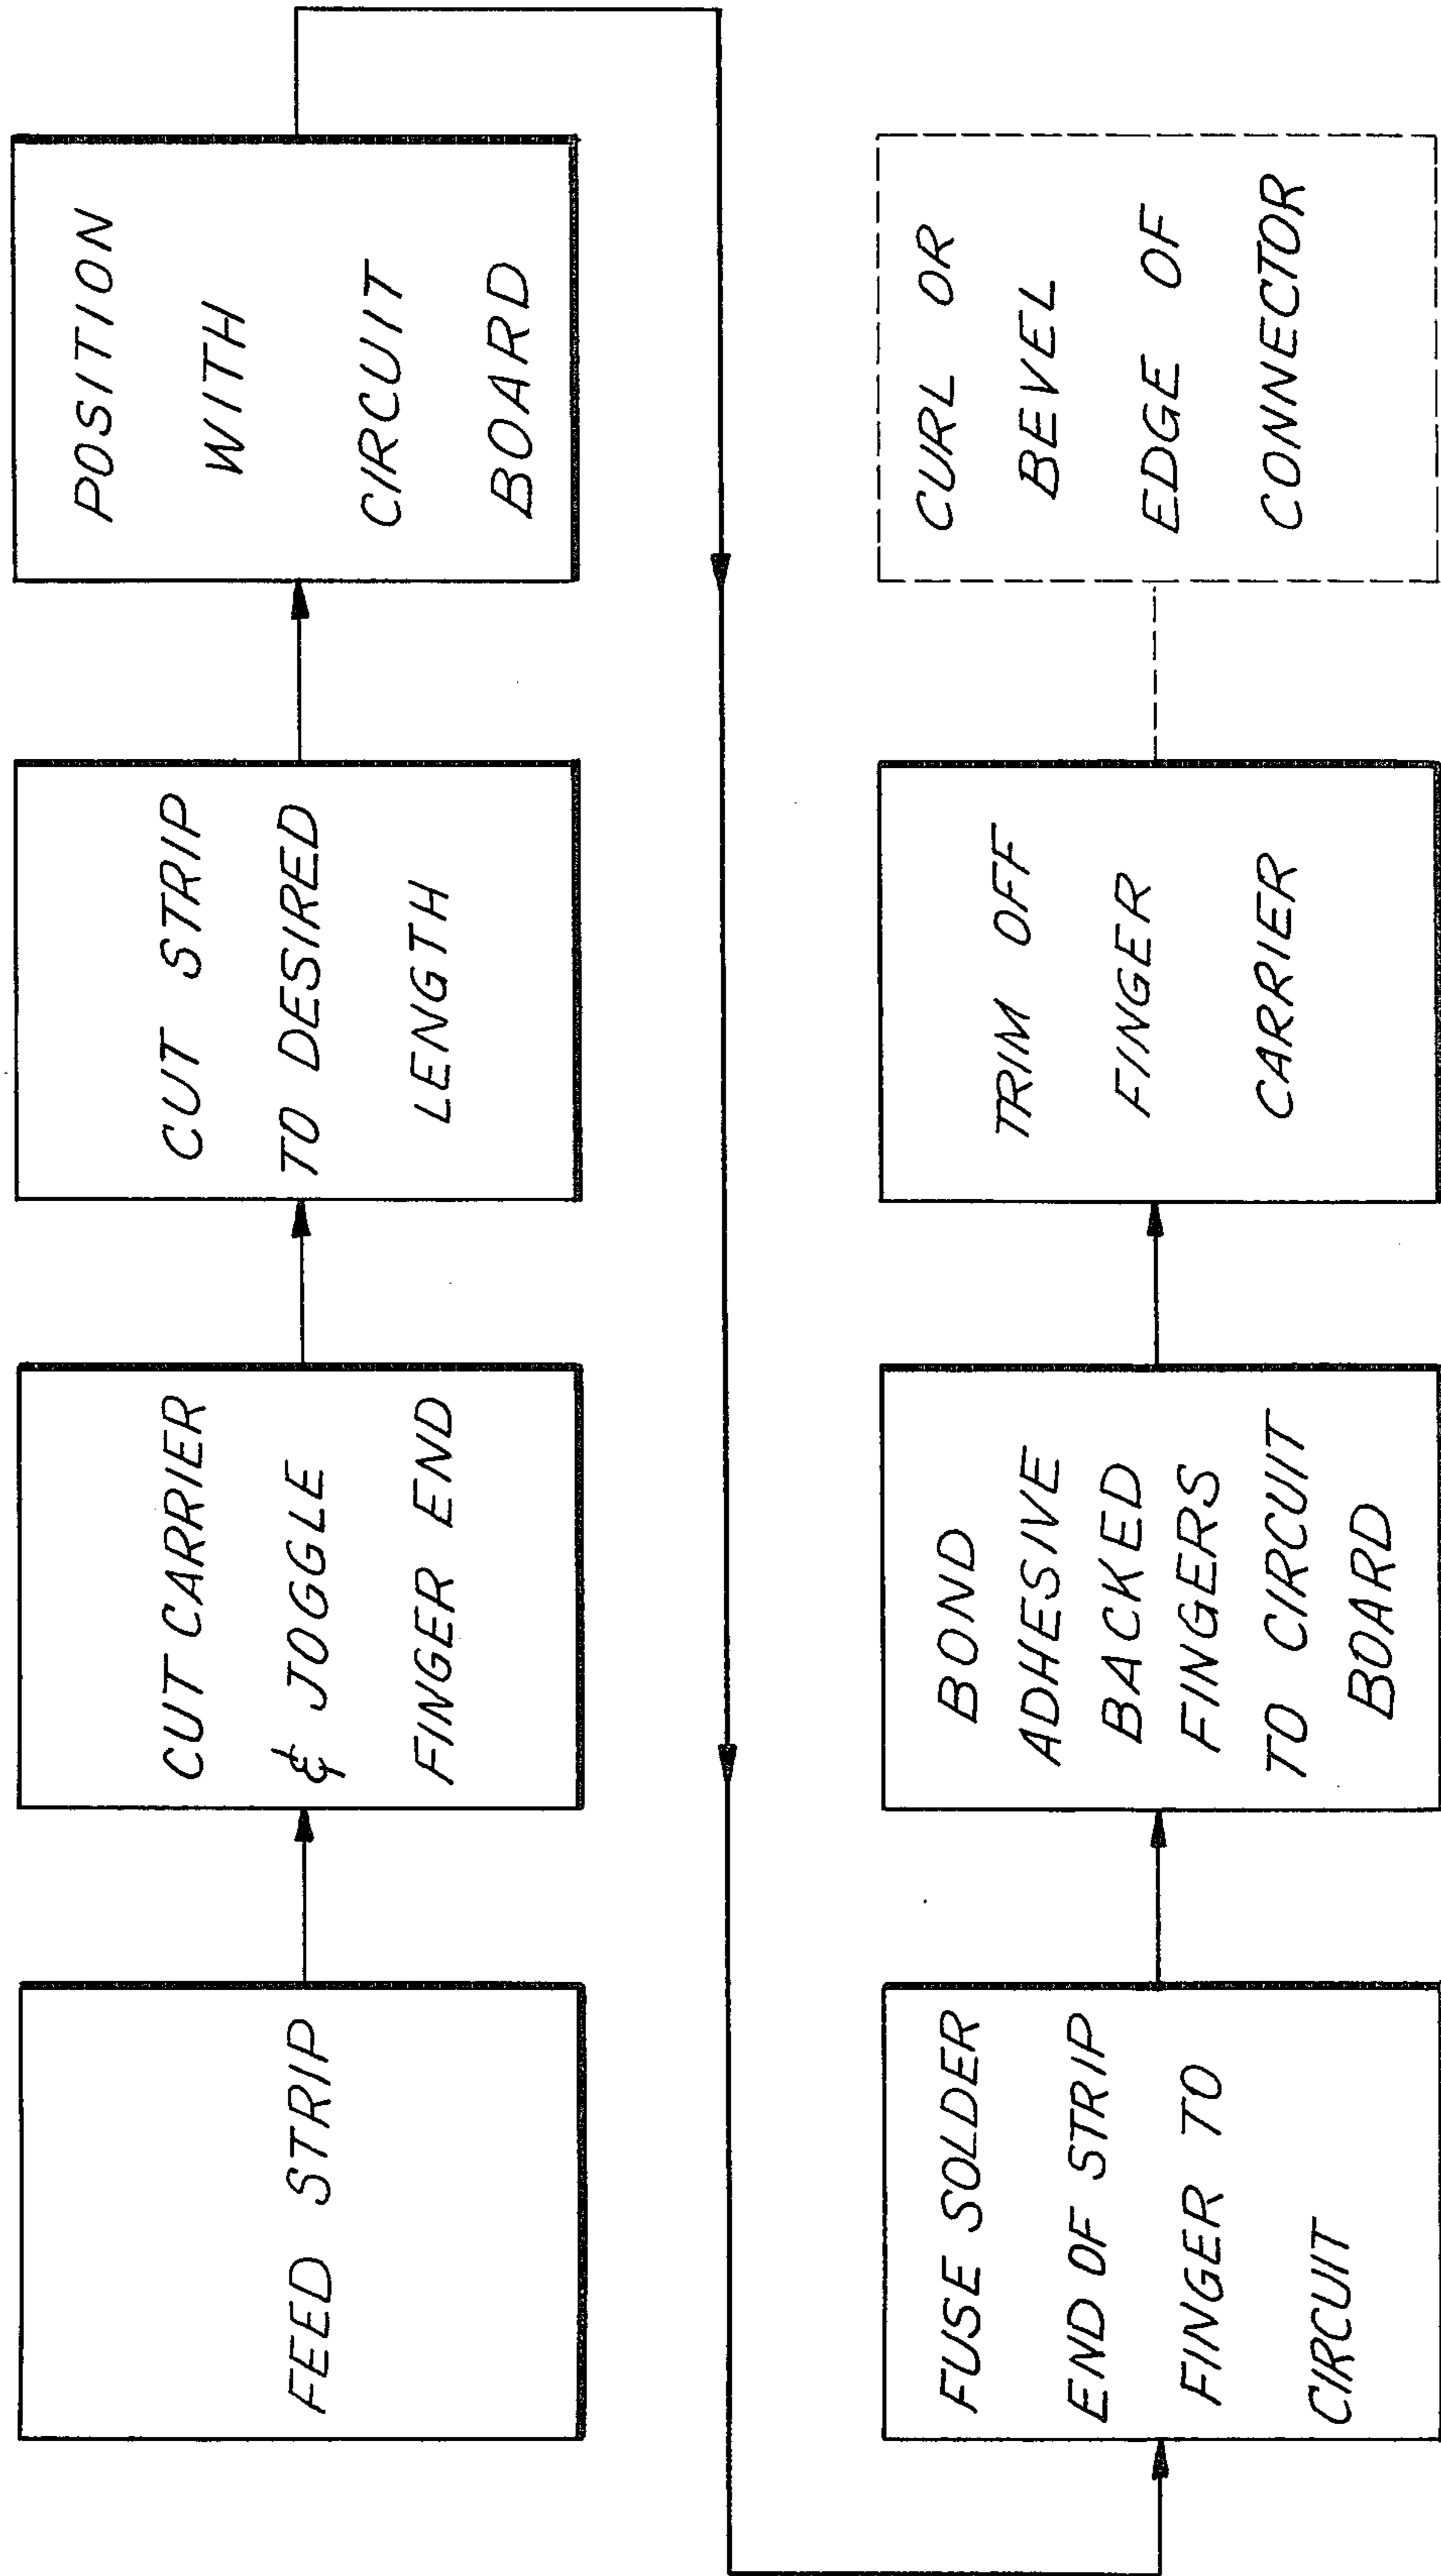 FEED STRIP
CUT CARRIER
& JOGGLE
FINGER END
CUT STRIP
TO DESIRED
LENGTH
POSITION
WITH
CIRCUIT
BOARD
FUSE SOLDER
END OF STRIP
FINGER TO
CIRCUIT
BOND
ADHESIVE
BACKED
FINGERS
TO CIRCUIT
BOARD
TRIM OFF
FINGER
CARRIER
CURL OR
BEVEL
EDGE OF
CONNECTOR